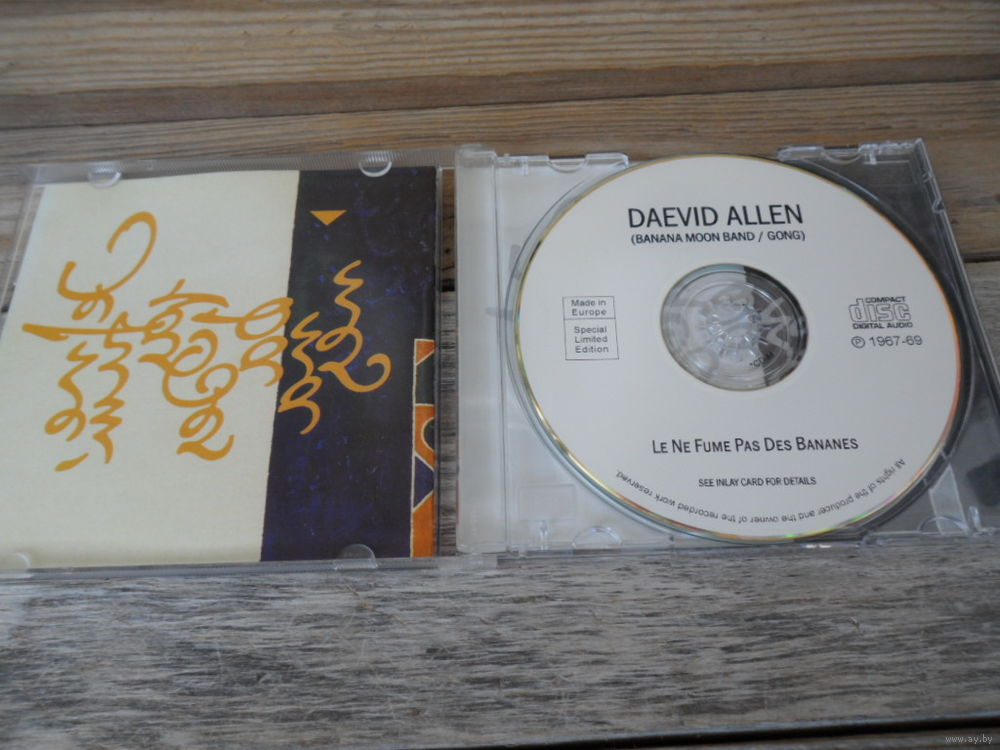 DAEVID ALLEN
(BANANA MOON BAND / GONG)
Made in
Europe
Special
Limited
Edition
COMPACT
disc
DIGITAL AUDIO
℗ 1967-69
LE NE FUME PAS DES BANANES
SEE INLAY CARD FOR DETAILS
All rights of the producer and the owner of the recorded work reserved.
www.ay.by